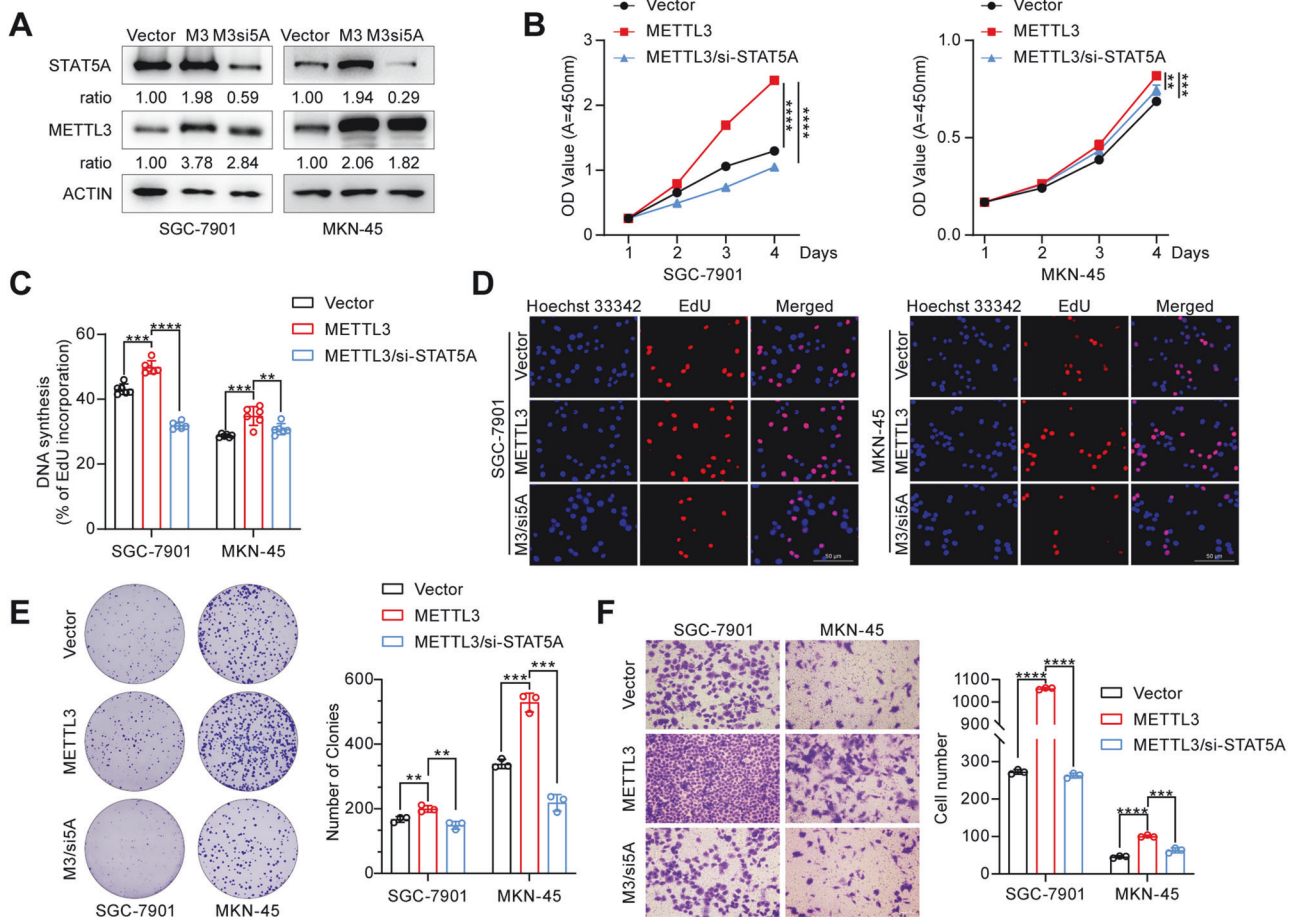 A
Vector M3 M3si5A Vector M3 M3si5A
STAT5A
ratio 1.00 1.98 0.59 1.00 1.94 0.29
METTL3
ratio 1.00 3.78 2.84 1.00 2.06 1.82
ACTIN
SGC-7901 MKN-45
B
Vector
METTL3
METTL3/si-STAT5A
OD Value (A=450nm)
3
2
1
0
1 2 3 4 Days
SGC-7901
****
****
Vector
METTL3
METTL3/si-STAT5A
OD Value (A=450nm)
1.0
0.5
0.0
1 2 3 4 Days
MKN-45
**
***
C
Vector
METTL3
METTL3/si-STAT5A
DNA synthesis
(% of EdU incorporation)
60
40
20
0
*** ****
*** **
SGC-7901 MKN-45
D
Hoechst 33342 EdU Merged
SGC-7901
Vector
METTL3
M3/si5A
50 μm
Hoechst 33342 EdU Merged
MKN-45
Vector
METTL3
M3/si5A
50 μm
E
Vector
METTL3
M3/si5A
SGC-7901 MKN-45
Vector
METTL3
METTL3/si-STAT5A
Number of Clonies
600
400
200
0
** **
*** ***
SGC-7901 MKN-45
F
SGC-7901 MKN-45
Vector
METTL3
M3/si5A
Vector
METTL3
METTL3/si-STAT5A
Cell number
1100
1000
900
300
200
100
0
**** ****
**** ***
SGC-7901 MKN-45